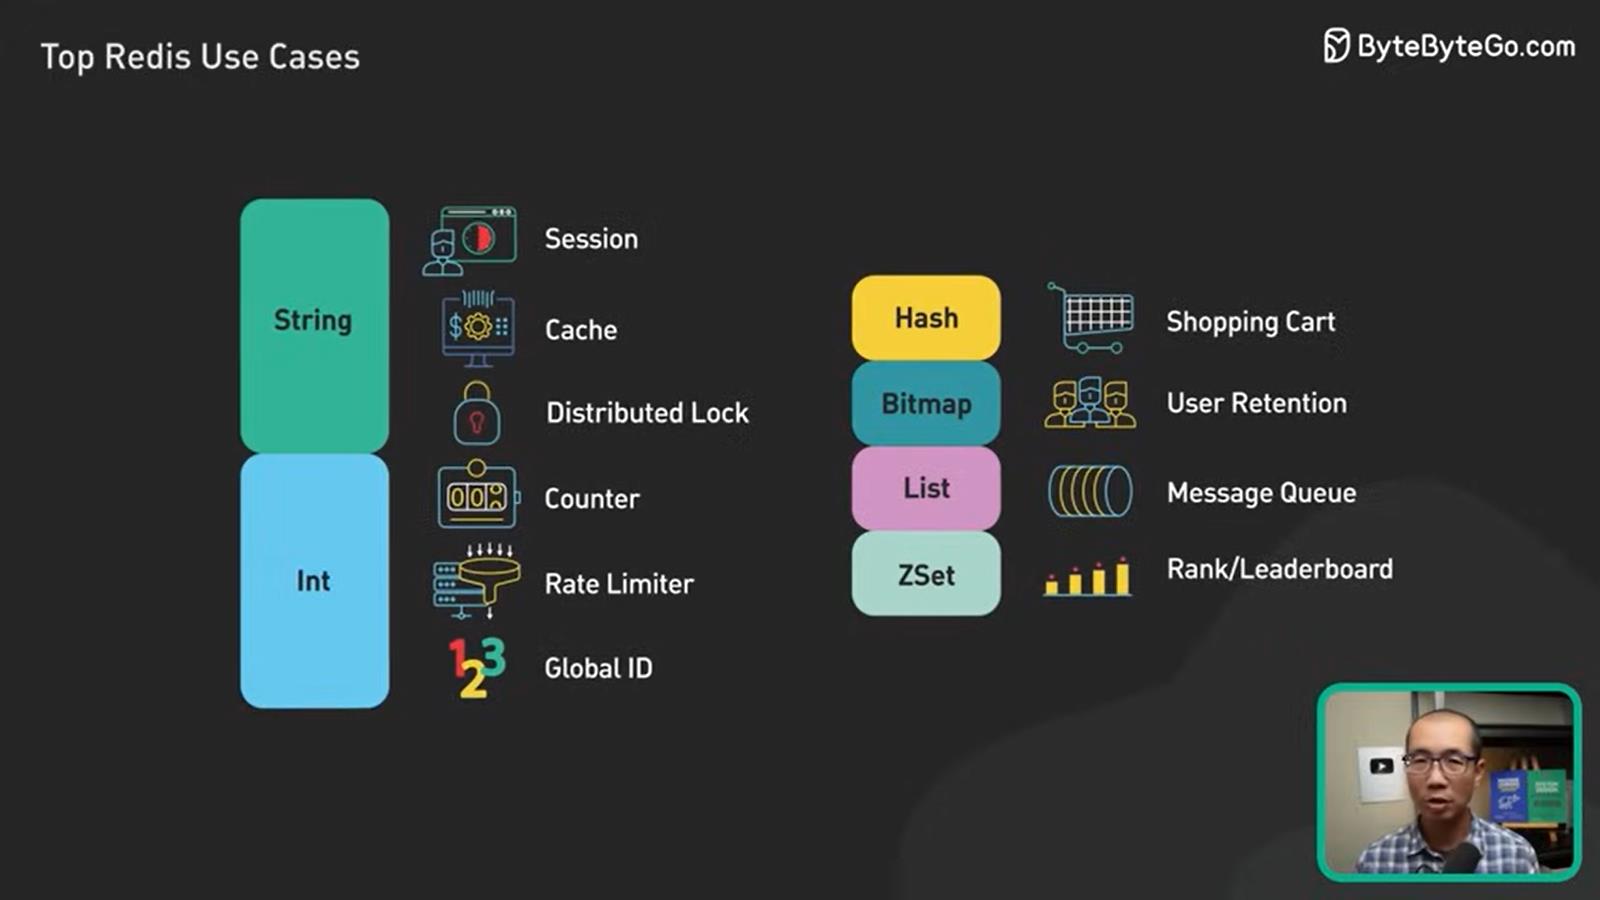 Top Redis Use Cases
ByteByteGo.com
String
Session
Cache
Distributed Lock
Int
Counter
Rate Limiter
Global ID
Hash
Shopping Cart
Bitmap
User Retention
List
Message Queue
ZSet
Rank/Leaderboard